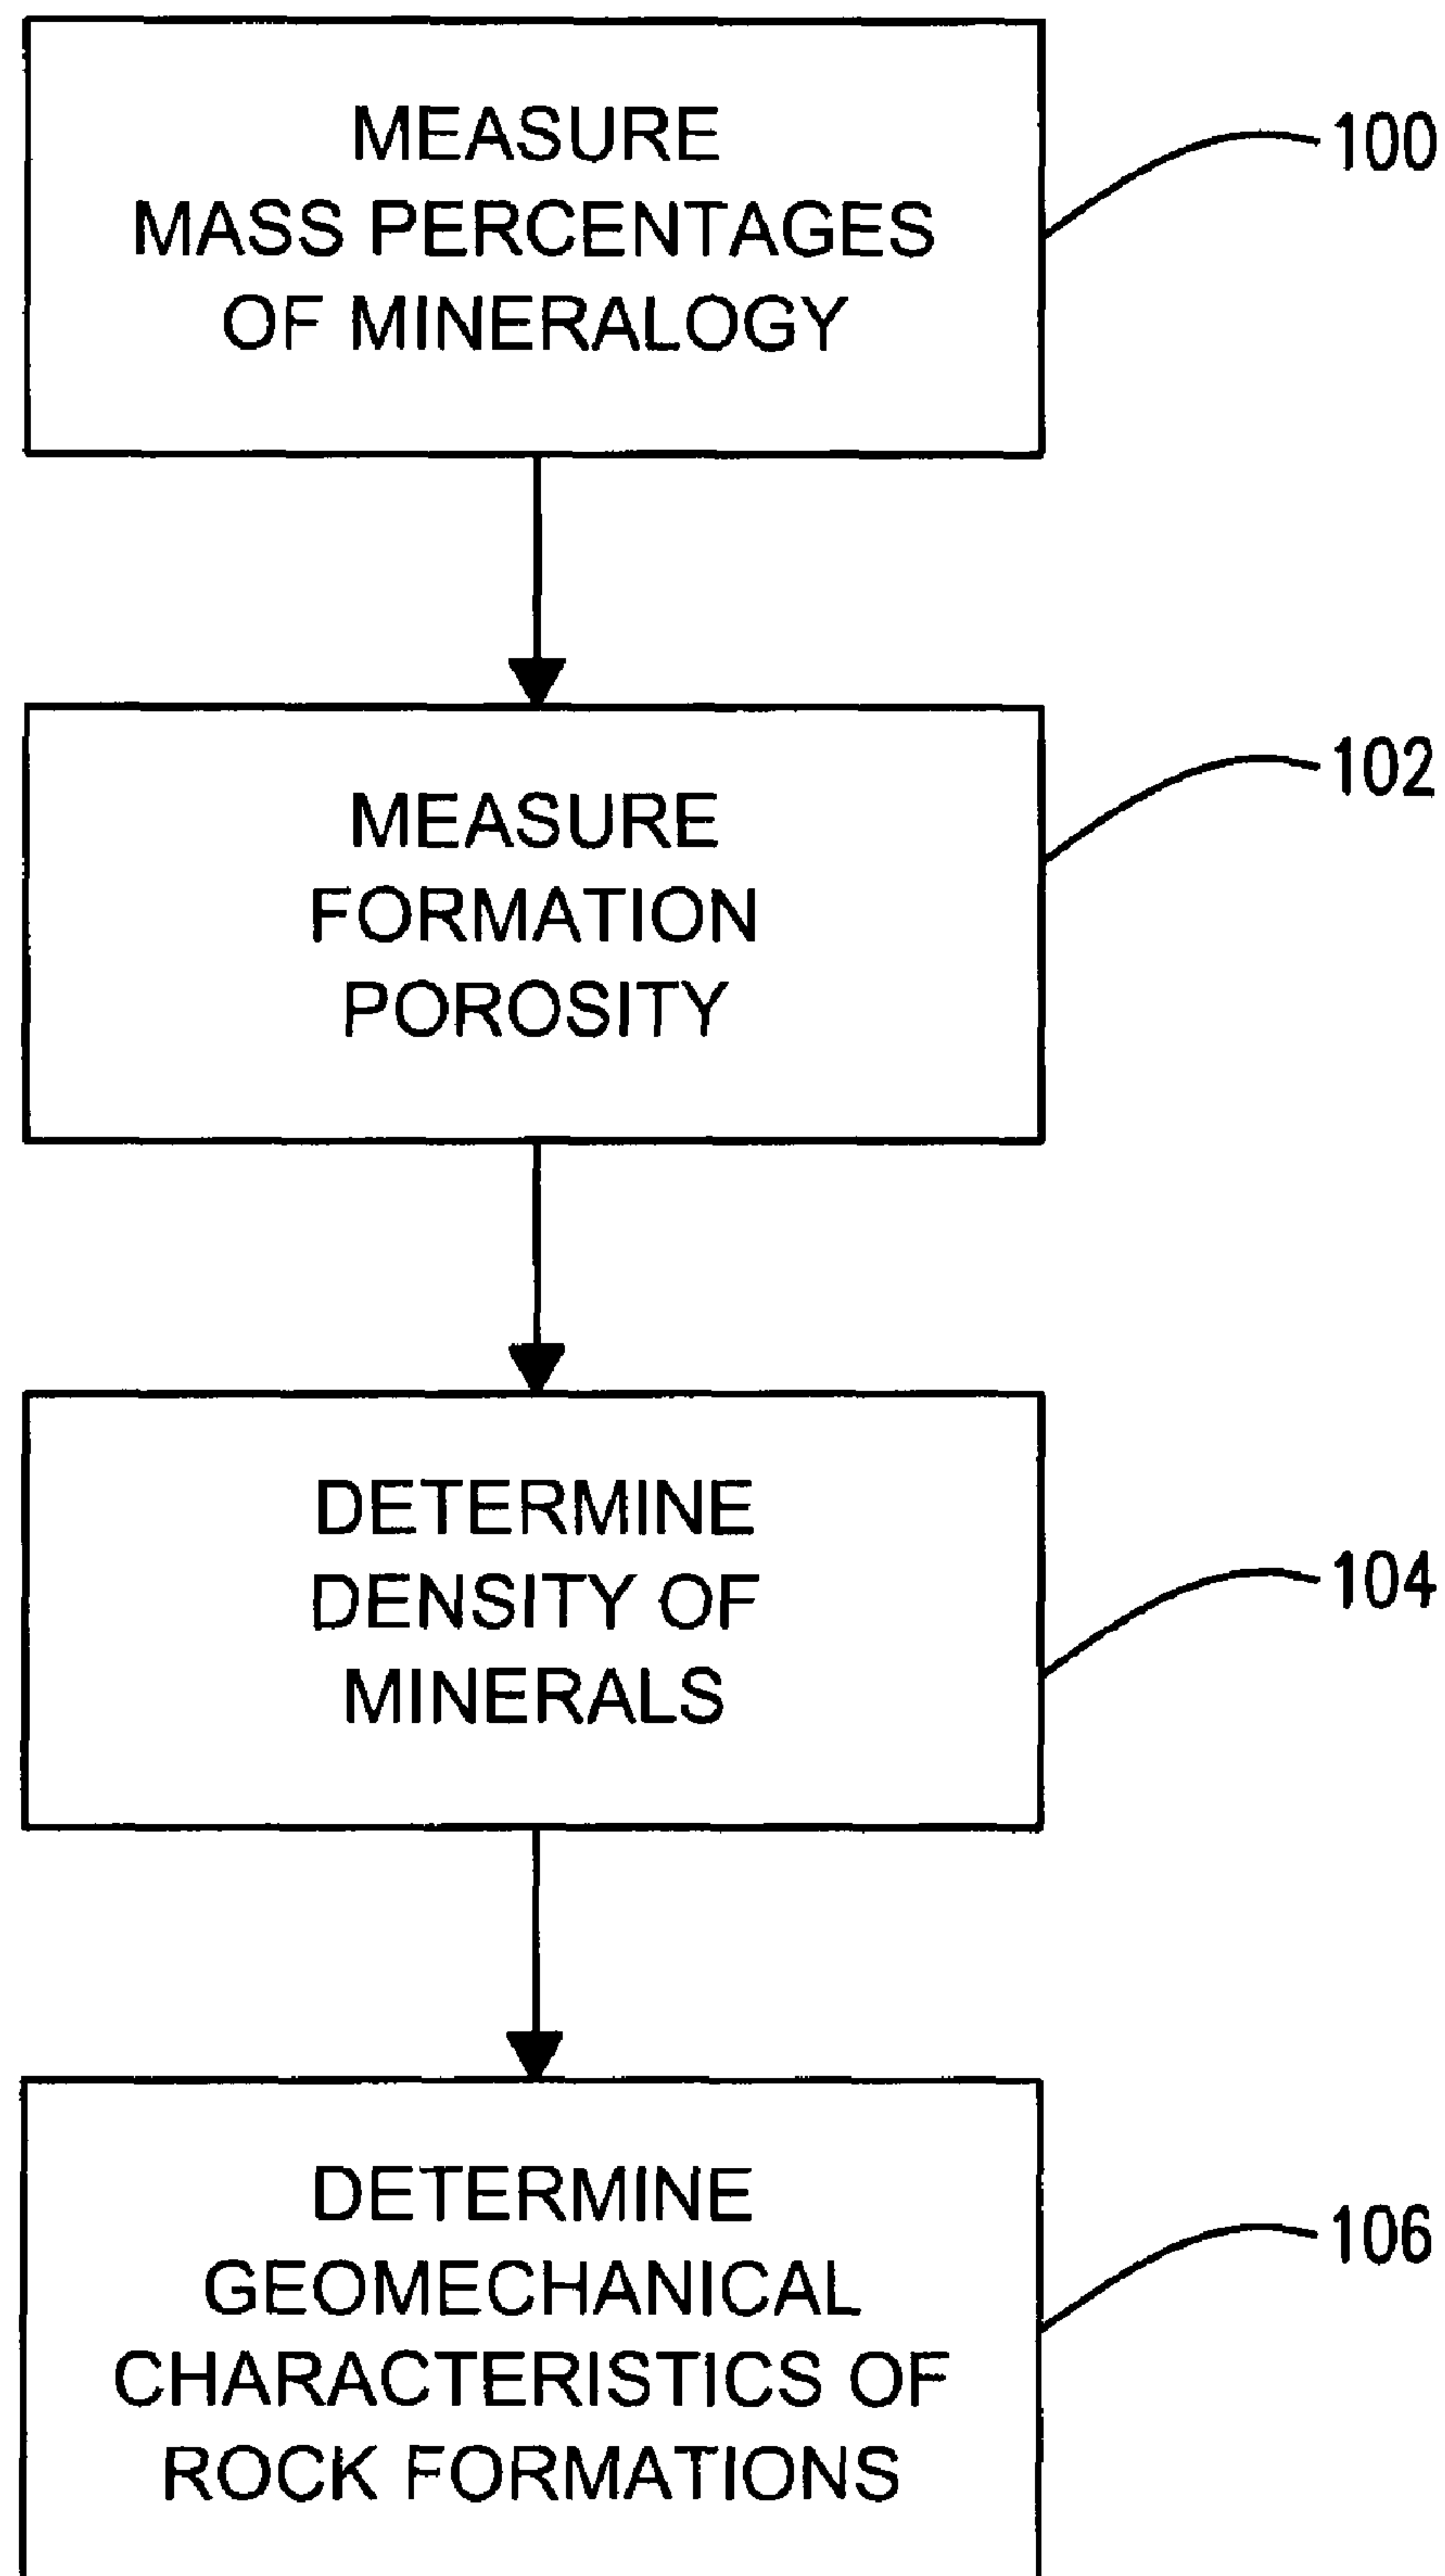 MEASURE
MASS PERCENTAGES
OF MINERALOGY
100
MEASURE
FORMATION
POROSITY
102
DETERMINE
DENSITY OF
MINERALS
104
DETERMINE
GEOMECHANICAL
CHARACTERISTICS OF
ROCK FORMATIONS
106